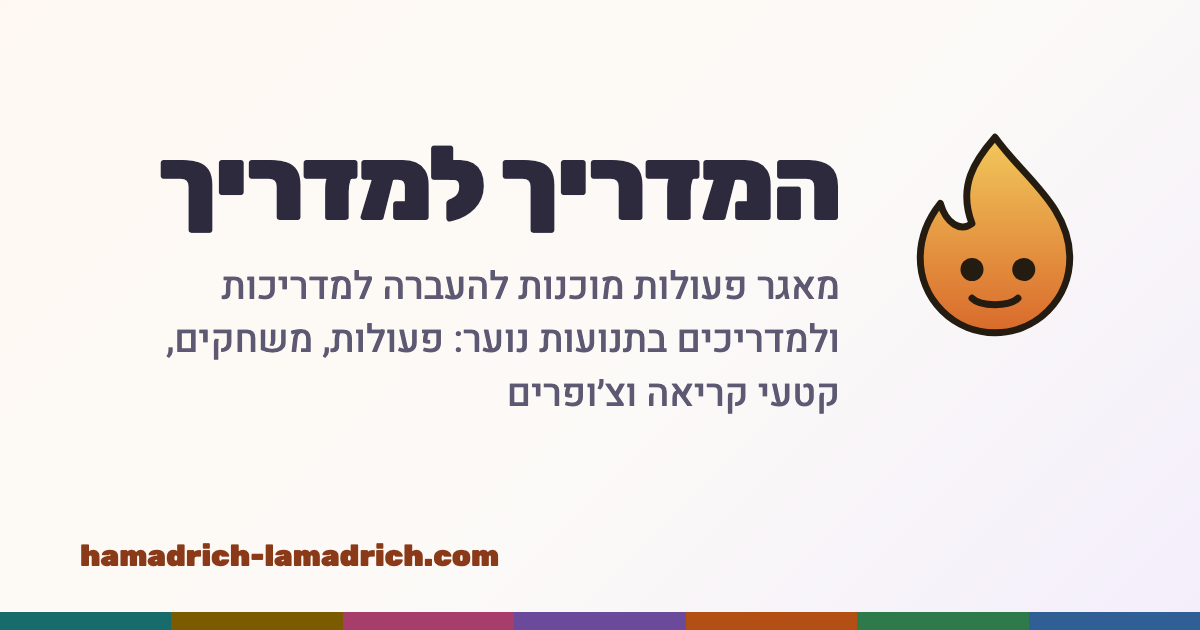 המדריך למדריך
מאגר פעולות מוכנות להעברה למדריכות
ולמדריכים בתנועות נוער: פעולות, משחקים,
קטעי קריאה וצ׳ופרים
hamadrich-lamadrich.com